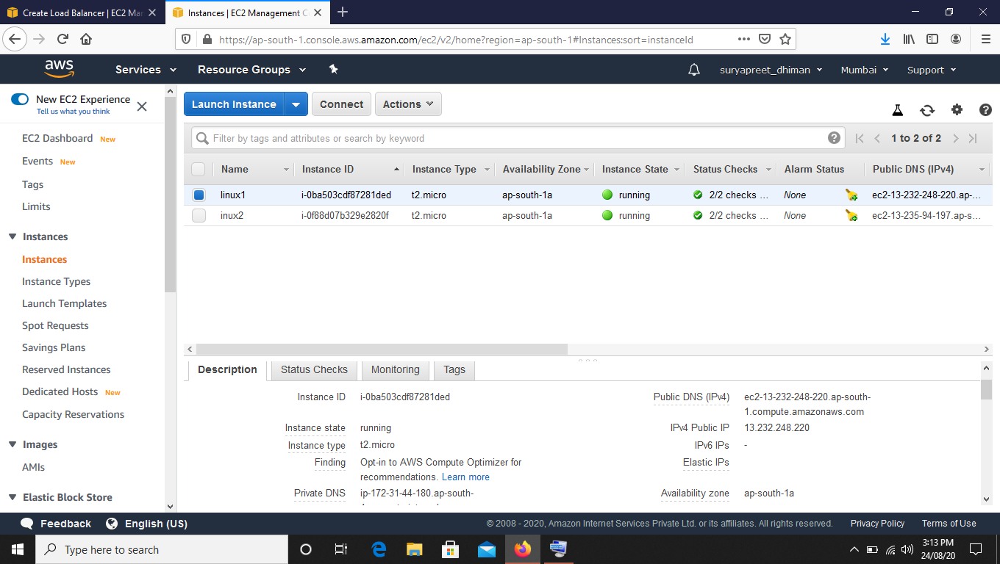 Create Load Balancer | EC2 Mar
Instances | EC2 Management C
https://ap-south-1.console.aws.amazon.com/ec2/v2/home?region=ap-south-1#Instances:sort=instanceId
aws
Services
Resource Groups
suryapreet_dhiman
Mumbai
Support
New EC2 Experience
Tell us what you think
EC2 Dashboard New
Events New
Tags
Limits
Instances
Instances
Instance Types
Launch Templates
Spot Requests
Savings Plans
Reserved Instances
Dedicated Hosts New
Capacity Reservations
Images
AMIs
Elastic Block Store
Launch Instance
Connect
Actions
Filter by tags and attributes or search by keyword
1 to 2 of 2
Name Instance ID Instance Type Availability Zone Instance State Status Checks Alarm Status Public DNS (IPv4)
linux1 i-0ba503cdf87281ded t2.micro ap-south-1a running 2/2 checks ... None ec2-13-232-248-220.ap-...
inux2 i-0f88d07b329e2820f t2.micro ap-south-1a running 2/2 checks ... None ec2-13-235-94-197.ap-s...
Description Status Checks Monitoring Tags
Instance ID i-0ba503cdf87281ded
Instance state running
Instance type t2.micro
Finding Opt-in to AWS Compute Optimizer for
recommendations. Learn more
Private DNS ip-172-31-44-180.ap-south-
Public DNS (IPv4) ec2-13-232-248-220.ap-south-
1.compute.amazonaws.com
IPv4 Public IP 13.232.248.220
IPv6 IPs -
Elastic IPs
Availability zone ap-south-1a
Feedback
English (US)
© 2008 - 2020, Amazon Internet Services Private Ltd. or its affiliates. All rights reserved.
Privacy Policy
Terms of Use
Type here to search
3:13 PM
24/08/20